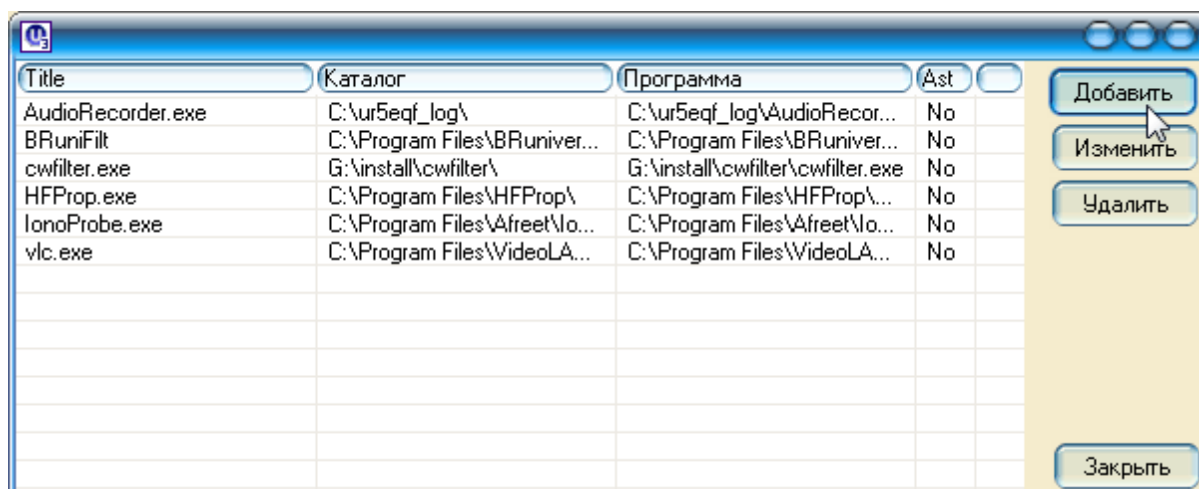 Title Каталог Программа Ast
AudioRecorder.exe C:\ur5eqf_log\ C:\ur5eqf_log\AudioRecor... No
BRuniFilt C:\Program Files\BRuniver... C:\Program Files\BRuniver... No
cwfilter.exe G:\install\cwfilter\ G:\install\cwfilter\cwfilter.exe No
HFProp.exe C:\Program Files\HFProp\ C:\Program Files\HFProp\... No
IonoProbe.exe C:\Program Files\Afreet\Io... C:\Program Files\Afreet\Io... No
vlc.exe C:\Program Files\VideoLA... C:\Program Files\VideoLA... No
Добавить
Изменить
Удалить
Закрыть